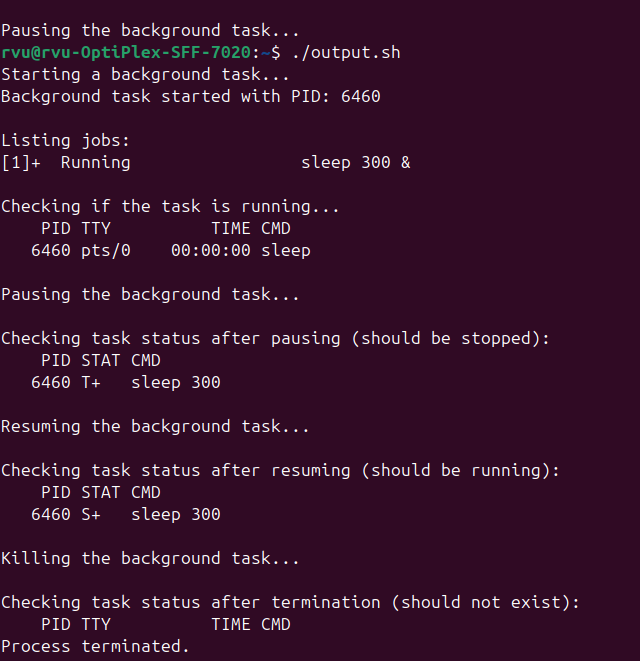 Pausing the background task...
rvu@rvu-OptiPlex-SFF-7020:~$ ./output.sh
Starting a background task...
Background task started with PID: 6460

Listing jobs:
[1]+  Running                 sleep 300 &

Checking if the task is running...
    PID TTY          TIME CMD
   6460 pts/0    00:00:00 sleep

Pausing the background task...

Checking task status after pausing (should be stopped):
    PID STAT CMD
   6460 T+   sleep 300

Resuming the background task...

Checking task status after resuming (should be running):
    PID STAT CMD
   6460 S+   sleep 300

Killing the background task...

Checking task status after termination (should not exist):
    PID TTY          TIME CMD
Process terminated.